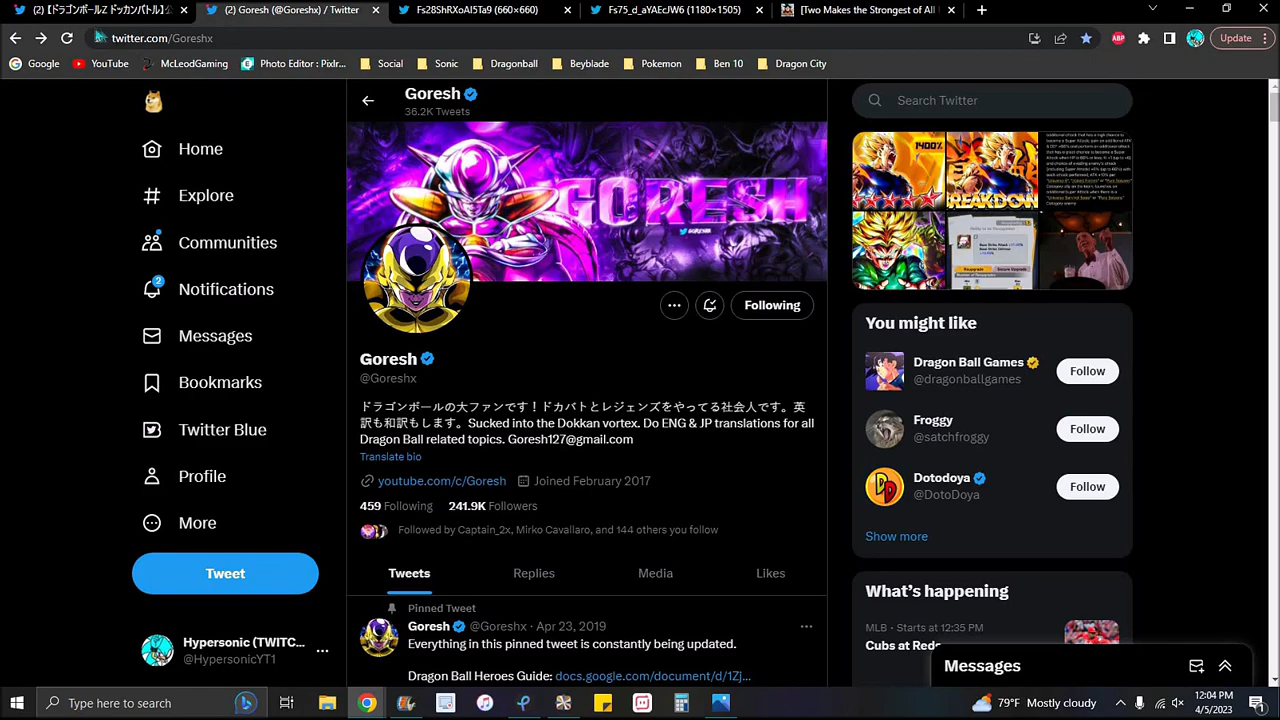 (2) 【ドラゴンボールZ ドッカンバトル】公
(2) Goresh (@Goreshx) / Twitter
Fs28ShRXoAI5Ta9 (660×660)
Fs75_d_aYAEcJW6 (1180×1505)
[Two Makes the Strongest of All
twitter.com/Goreshx
ABP
Update
Google
YouTube
McLeodGaming
Photo Editor : Pixlr...
Social
Sonic
Dragonball
Beyblade
Pokemon
Ben 10
Dragon City
Goresh
36.2K Tweets
Search Twitter
Home
Explore
Communities
2
Notifications
Messages
Bookmarks
Twitter Blue
Profile
More
Tweet
Hypersonic (TWITC...
@HypersonicYT1
GORESHX
Following
Goresh
@Goreshx
ドラゴンボールの大ファンです！ドカバトとレジェンズをやってる社会人です。英
訳も和訳もします。Sucked into the Dokkan vortex. Do ENG & JP translations for all
Dragon Ball related topics. Goresh127@gmail.com
Translate bio
youtube.com/c/Goresh Joined February 2017
459 Following 241.9K Followers
Followed by Captain_2x, Mirko Cavallaro, and 144 others you follow
Tweets
Replies
Media
Likes
Pinned Tweet
Goresh @Goreshx · Apr 23, 2019
Everything in this pinned tweet is constantly being updated.
Dragon Ball Heroes Guide: docs.google.com/document/d/1Zj...
1400%
BREAKDOWN
You might like
Dragon Ball Games
@dragonballgames
Follow
Froggy
@satchfroggy
Follow
Dotodoya
@DotoDoya
Follow
Show more
What's happening
MLB · Starts at 12:35 PM
Cubs at Reds
Messages
Type here to search
79°F Mostly cloudy
12:04 PM
4/5/2023
1